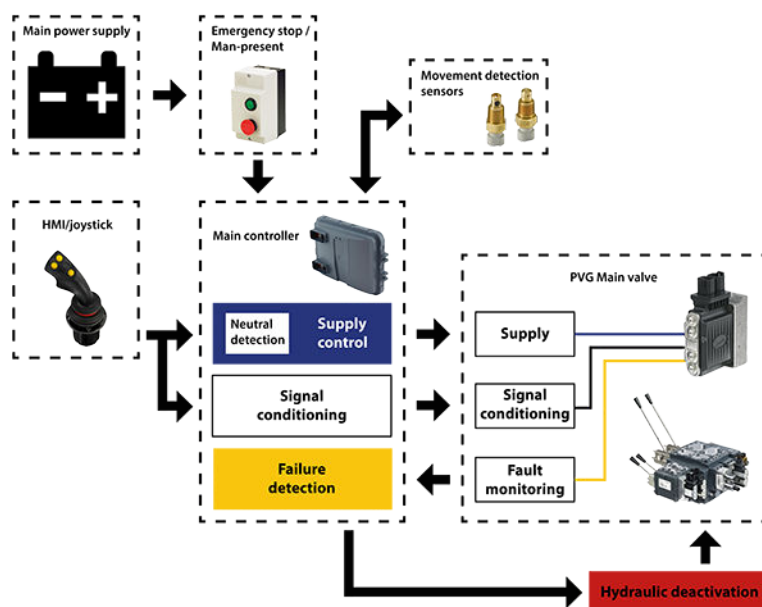 Main power supply
Emergency stop /
Man-present
Movement detection
sensors
HMI/joystick
Main controller
PVG Main valve
Neutral
detection
Supply
control
Supply
Signal
conditioning
Signal
conditioning
Failure
detection
Fault
monitoring
Hydraulic deactivation